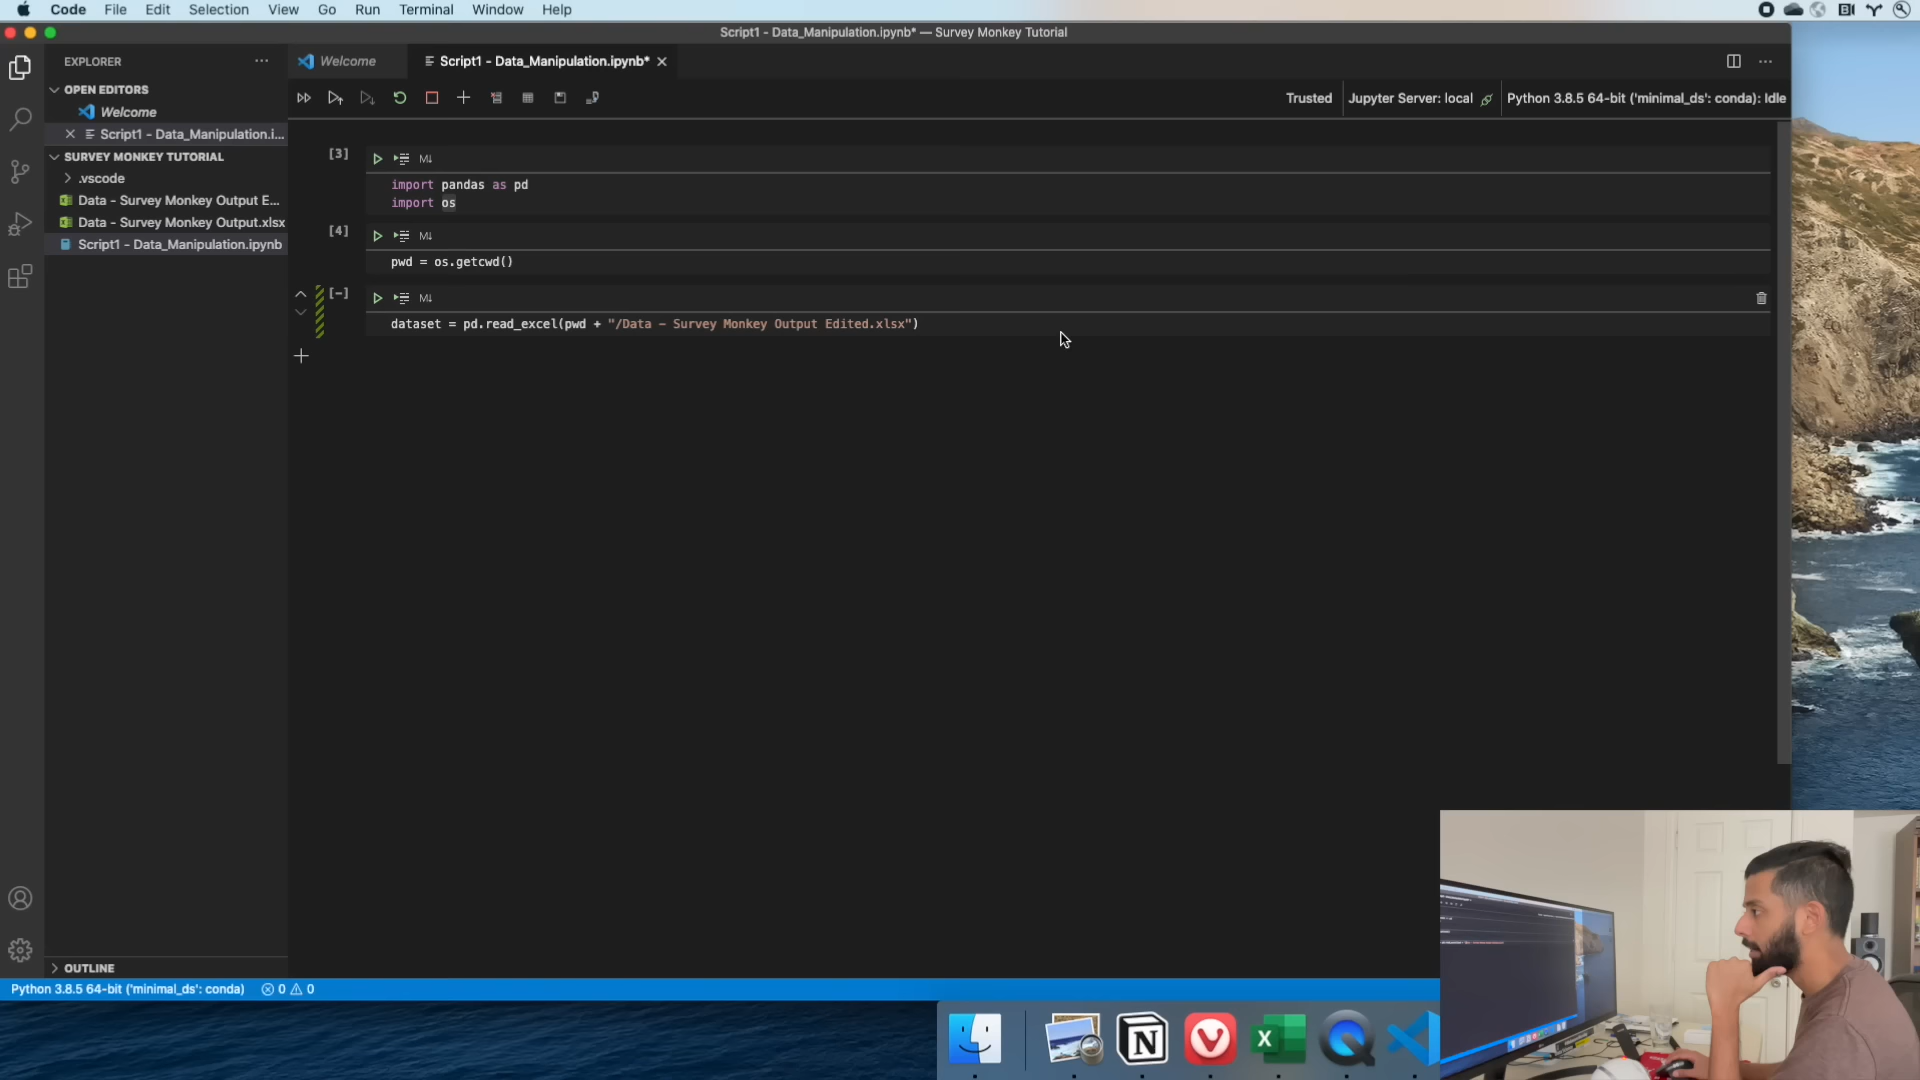 Code File Edit Selection View Go Run Terminal Window Help
Script1 - Data_Manipulation.ipynb* — Survey Monkey Tutorial
EXPLORER
Welcome
Script1 - Data_Manipulation.ipynb*
OPEN EDITORS
Welcome
Script1 - Data_Manipulation.i...
Trusted
Jupyter Server: local
Python 3.8.5 64-bit ('minimal_ds': conda): Idle
SURVEY MONKEY TUTORIAL
.vscode
Data - Survey Monkey Output E...
Data - Survey Monkey Output.xlsx
Script1 - Data_Manipulation.ipynb
[3]
M↓
import pandas as pd
import os
[4]
M↓
pwd = os.getcwd()
[-]
M↓
dataset = pd.read_excel(pwd + "/Data - Survey Monkey Output Edited.xlsx")
OUTLINE
Python 3.8.5 64-bit ('minimal_ds': conda) 0 0